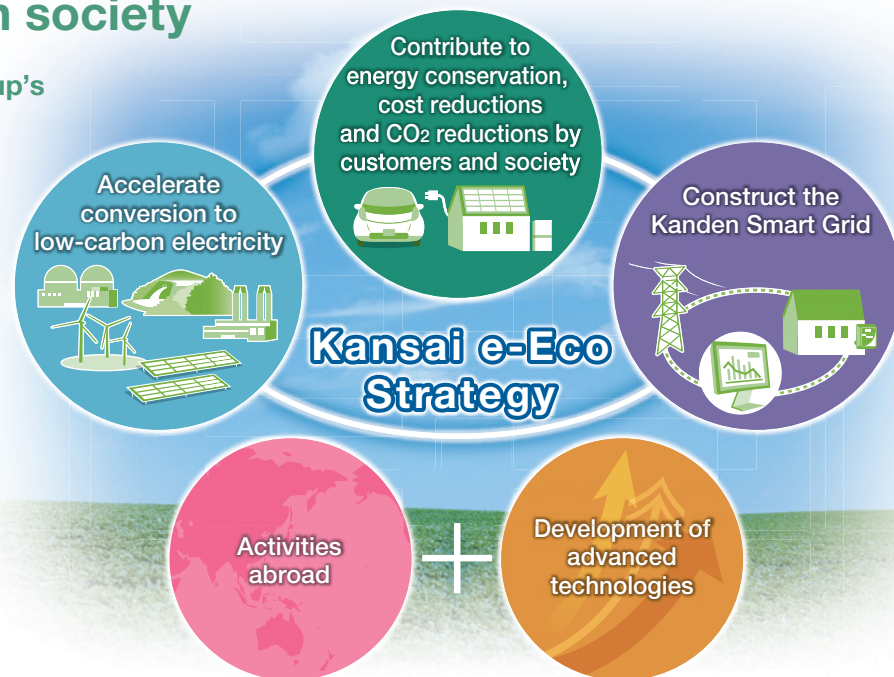 society
up's
Contribute to
energy conservation,
cost reductions
and CO2 reductions by
customers and society
Accelerate
conversion to
low-carbon electricity
Construct the
Kanden Smart Grid
Kansai e-Eco
Strategy
Activities
abroad
+
Development of
advanced
technologies